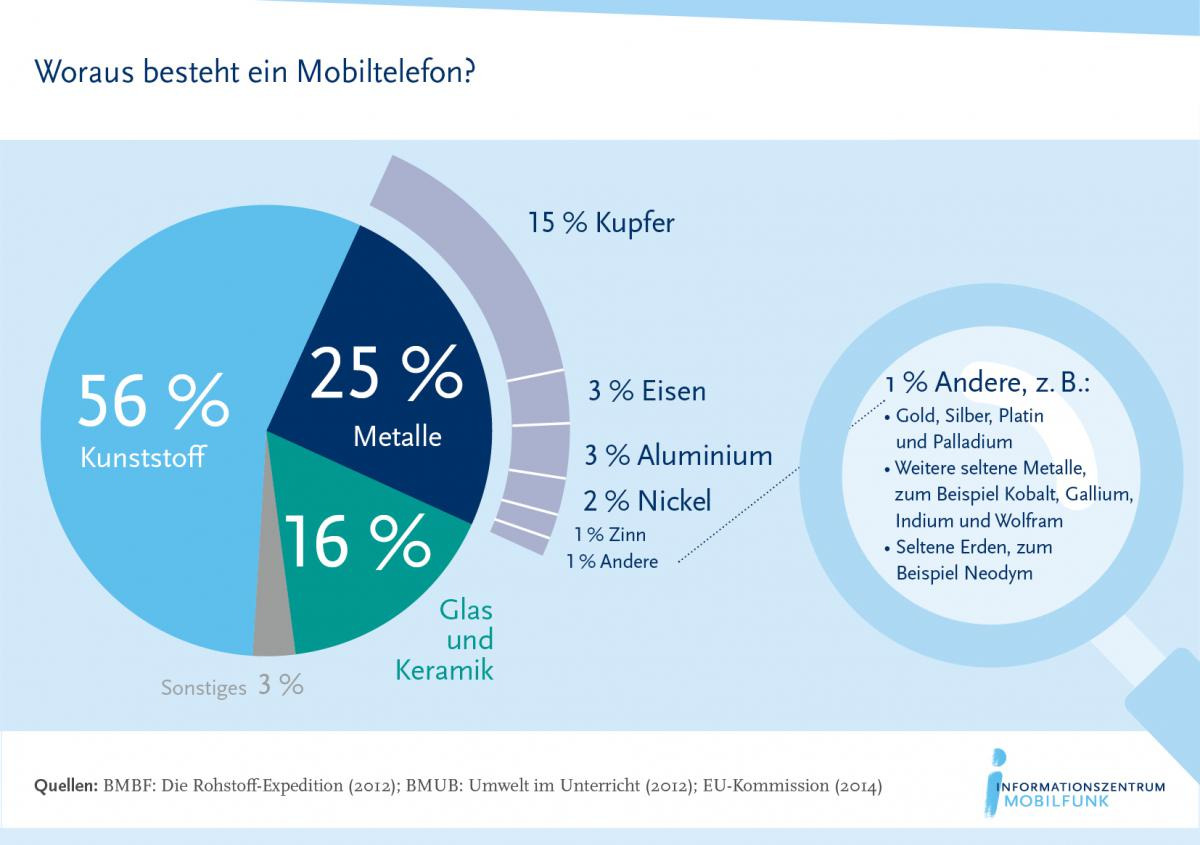 Woraus besteht ein Mobiltelefon?
15 % Kupfer
56 %
Kunststoff
25 %
Metalle
3 % Eisen
3 % Aluminium
2 % Nickel
1 % Zinn
1 % Andere
1 % Andere, z. B.:
• Gold, Silber, Platin
und Palladium
• Weitere seltene Metalle,
zum Beispiel Kobalt, Gallium,
Indium und Wolfram
• Seltene Erden, zum
Beispiel Neodym
16 %
Glas
und
Keramik
Sonstiges 3 %
Quellen: BMBF: Die Rohstoff-Expedition (2012); BMUB: Umwelt im Unterricht (2012); EU-Kommission (2014)
INFORMATIONSZENTRUM
MOBILFUNK